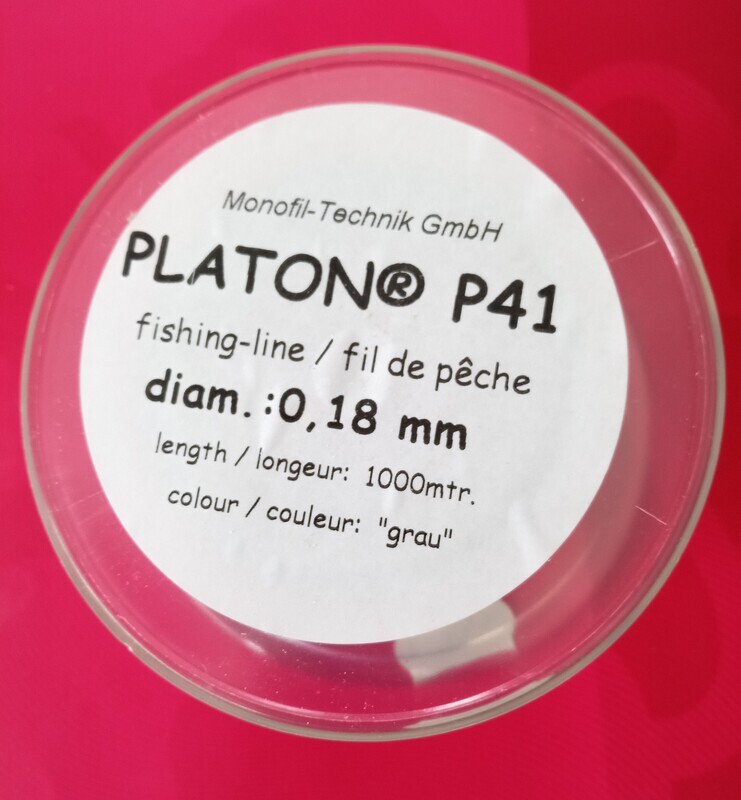 Monofil-Technik GmbH
PLATON® P41
fishing-line / fil de pêche
diam.:0,18 mm
length / longeur: 1000mtr.
colour / couleur: "grau"